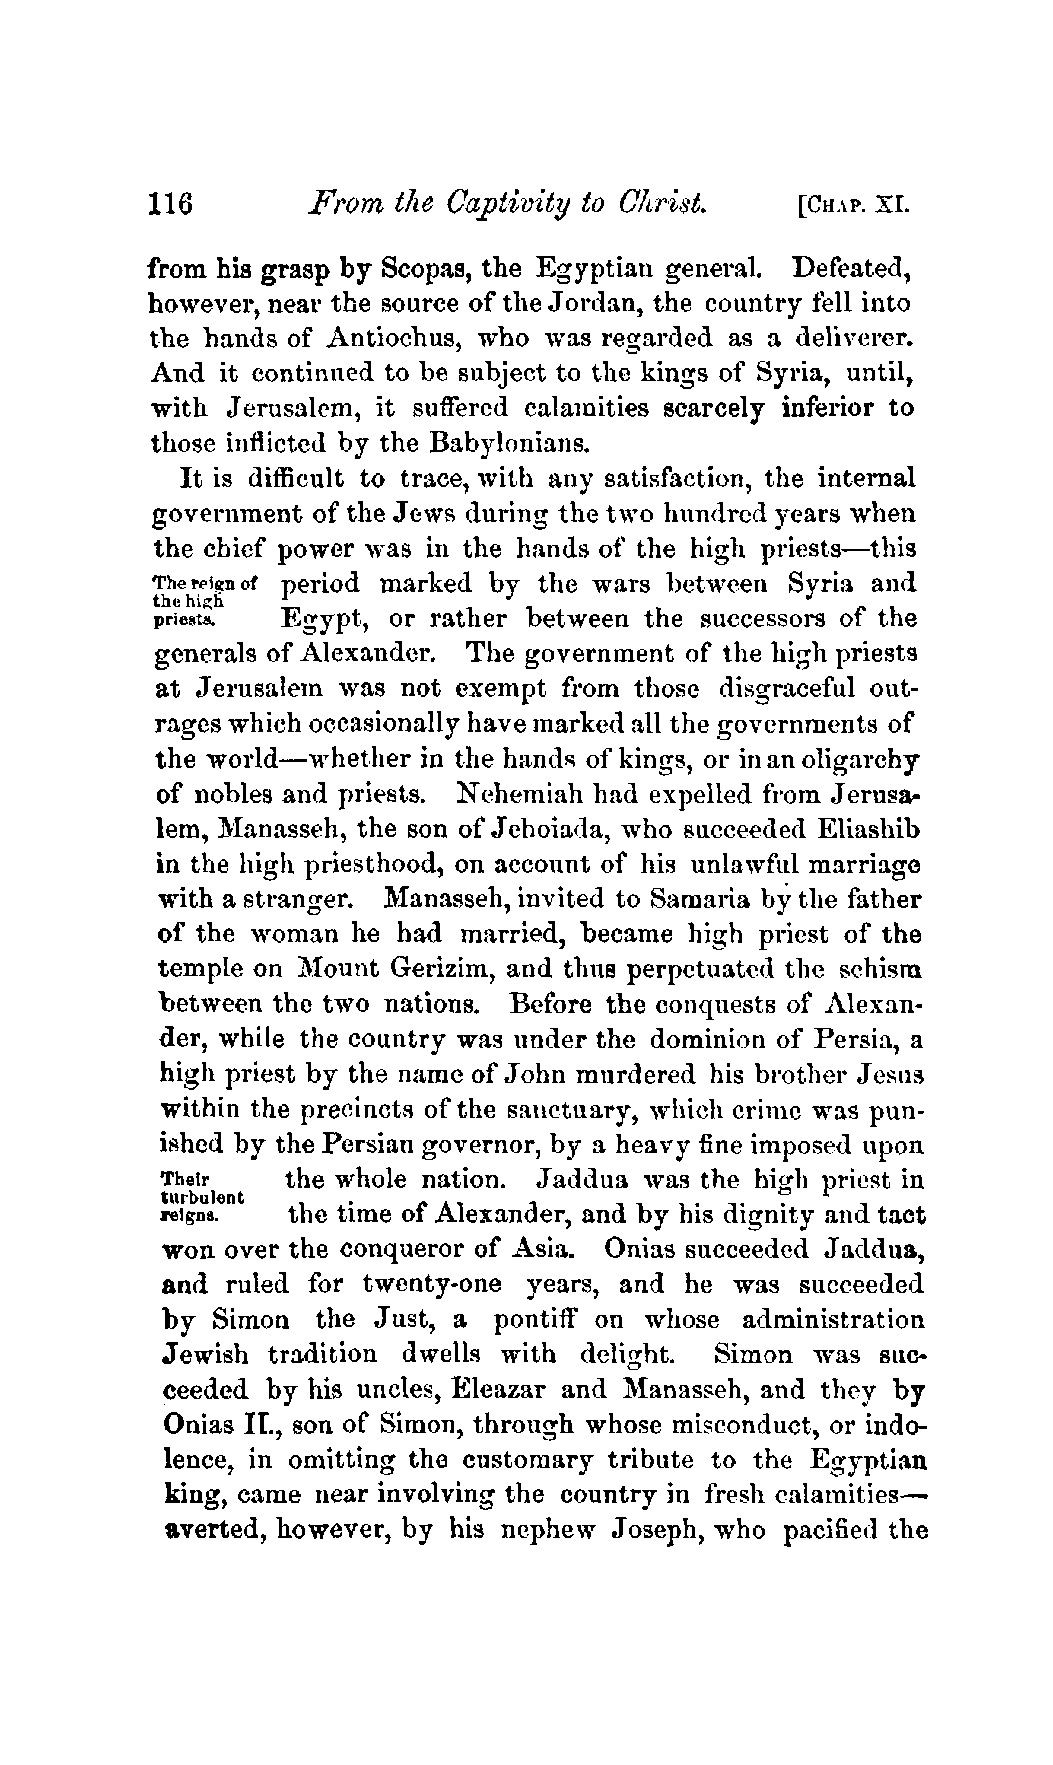 116 From the Captivity to Christ. [CHAP. XI.
from his grasp by Scopas, the Egyptian general. Defeated,
however, near the source of the Jordan, the country fell into
the hands of Antiochus, who was regarded as a deliverer.
And it continued to be subject to the kings of Syria, until,
with Jerusalem, it suffered calamities scarcely inferior to
those inflicted by the Babylonians.
It is difficult to trace, with any satisfaction, the internal
government of the Jews during the two hundred years when
the chief power was in the hands of the high priests—this
The reign of
the high
priests.
period marked by the wars between Syria and
Egypt, or rather between the successors of the
generals of Alexander. The government of the high priests
at Jerusalem was not exempt from those disgraceful out-
rages which occasionally have marked all the governments of
the world—whether in the hands of kings, or in an oligarchy
of nobles and priests. Nehemiah had expelled from Jerusa-
lem, Manasseh, the son of Jehoiada, who succeeded Eliashib
in the high priesthood, on account of his unlawful marriage
with a stranger. Manasseh, invited to Samaria by the father
of the woman he had married, became high priest of the
temple on Mount Gerizim, and thus perpetuated the schism
between the two nations. Before the conquests of Alexan-
der, while the country was under the dominion of Persia, a
high priest by the name of John murdered his brother Jesus
within the precincts of the sanctuary, which crime was pun-
ished by the Persian governor, by a heavy fine imposed upon
Their
turbulent
reigns.
the whole nation. Jaddua was the high priest in
the time of Alexander, and by his dignity and tact
won over the conqueror of Asia. Onias succeeded Jaddua,
and ruled for twenty-one years, and he was succeeded
by Simon the Just, a pontiff on whose administration
Jewish tradition dwells with delight. Simon was suc-
ceeded by his uncles, Eleazar and Manasseh, and they by
Onias II., son of Simon, through whose misconduct, or indo-
lence, in omitting the customary tribute to the Egyptian
king, came near involving the country in fresh calamities—
averted, however, by his nephew Joseph, who pacified the